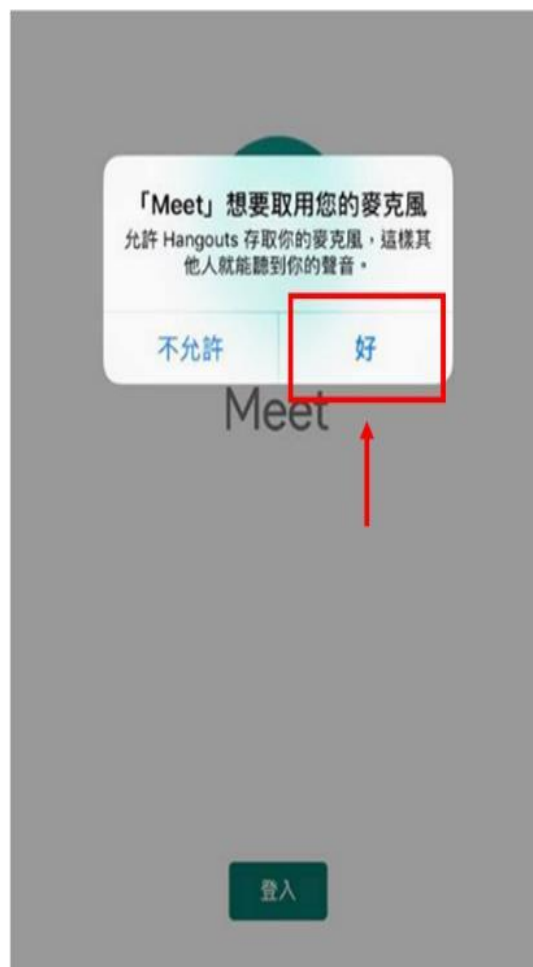 「Meet」想要取用您的麥克風
允許 Hangouts 存取你的麥克風，這樣其
他人就能聽到你的聲音。
不允許
好
Meet
登入